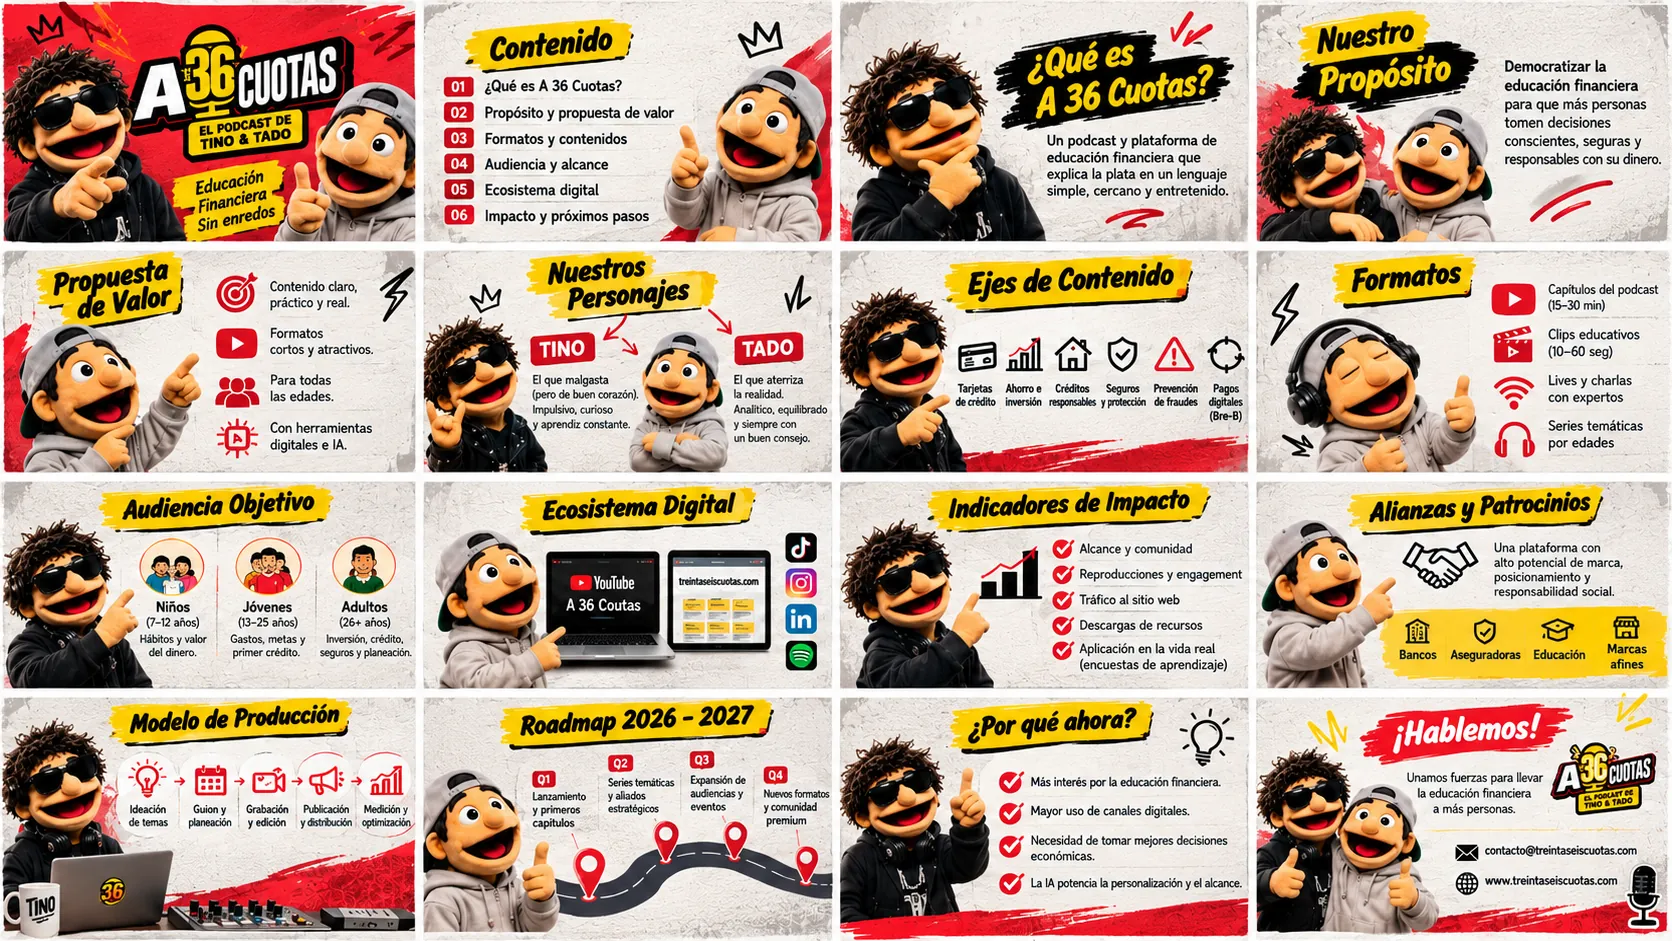 A 36 CUOTAS
EL PODCAST DE
TINO & TADO
Educación
Financiera
Sin enredos
Contenido
01 ¿Qué es A 36 Cuotas?
02 Propósito y propuesta de valor
03 Formatos y contenidos
04 Audiencia y alcance
05 Ecosistema digital
06 Impacto y próximos pasos
¿Qué es
A 36 Cuotas?
Un podcast y plataforma de
educación financiera que
explica la plata en un lenguaje
simple, cercano y entretenido.
Nuestro
Propósito
Democratizar la
educación financiera
para que más personas
tomen decisiones
conscientes, seguras y
responsables con su dinero.
Propuesta
de Valor
Contenido claro,
práctico y real.
Formatos
cortos y atractivos.
Para todas
las edades.
Con herramientas
digitales e IA.
Nuestros
Personajes
TINO
El que malgasta
(pero de buen corazón).
Impulsivo, curioso
y aprendiz constante.
TADO
El que aterriza
la realidad.
Analítico, equilibrado
y siempre con
un buen consejo.
Ejes de Contenido
Tarjetas
de crédito
Ahorro e
inversión
Créditos
responsables
Seguros
y protección
Prevención
de fraudes
Pagos
digitales
(Bre-B)
Formatos
Capítulos del podcast
(15–30 min)
Clips educativos
(10–60 seg)
Lives y charlas
con expertos
Series temáticas
por edades
Audiencia Objetivo
Niños
(7–12 años)
Hábitos y valor
del dinero.
Jóvenes
(13–25 años)
Gastos, metas y
primer crédito.
Adultos
(26+ años)
Inversión, crédito,
seguros y planeación.
Ecosistema Digital
YouTube
A 36 Coutas
treintaseiscuotas.com
in
Indicadores de Impacto
Alcance y comunidad
Reproducciones y engagement
Tráfico al sitio web
Descargas de recursos
Aplicación en la vida real
(encuestas de aprendizaje)
Alianzas y Patrocinios
Una plataforma con
alto potencial de marca,
posicionamiento y
responsabilidad social.
Bancos
Aseguradoras
Educación
Marcas
afines
Modelo de Producción
Ideación
de temas
Guion y
planeación
Grabación
y edición
Publicación
y distribución
Medición y
optimización
36
TINO
Roadmap 2026 – 2027
Q1
Lanzamiento
y primeros
capítulos
Q2
Series temáticas
y aliados
estratégicos
Q3
Expansión de
audiencias y
eventos
Q4
Nuevos formatos
y comunidad
premium
¿Por qué ahora?
Más interés por la educación financiera.
Mayor uso de canales digitales.
Necesidad de tomar mejores decisiones
económicas.
La IA potencia la personalización y el alcance.
¡Hablemos!
Unamos fuerzas para llevar
la educación financiera
a más personas.
A 36 CUOTAS
EL PODCAST DE
TINO & TADO
contacto@treintaseiscuotas.com
www.treintaseiscuotas.com